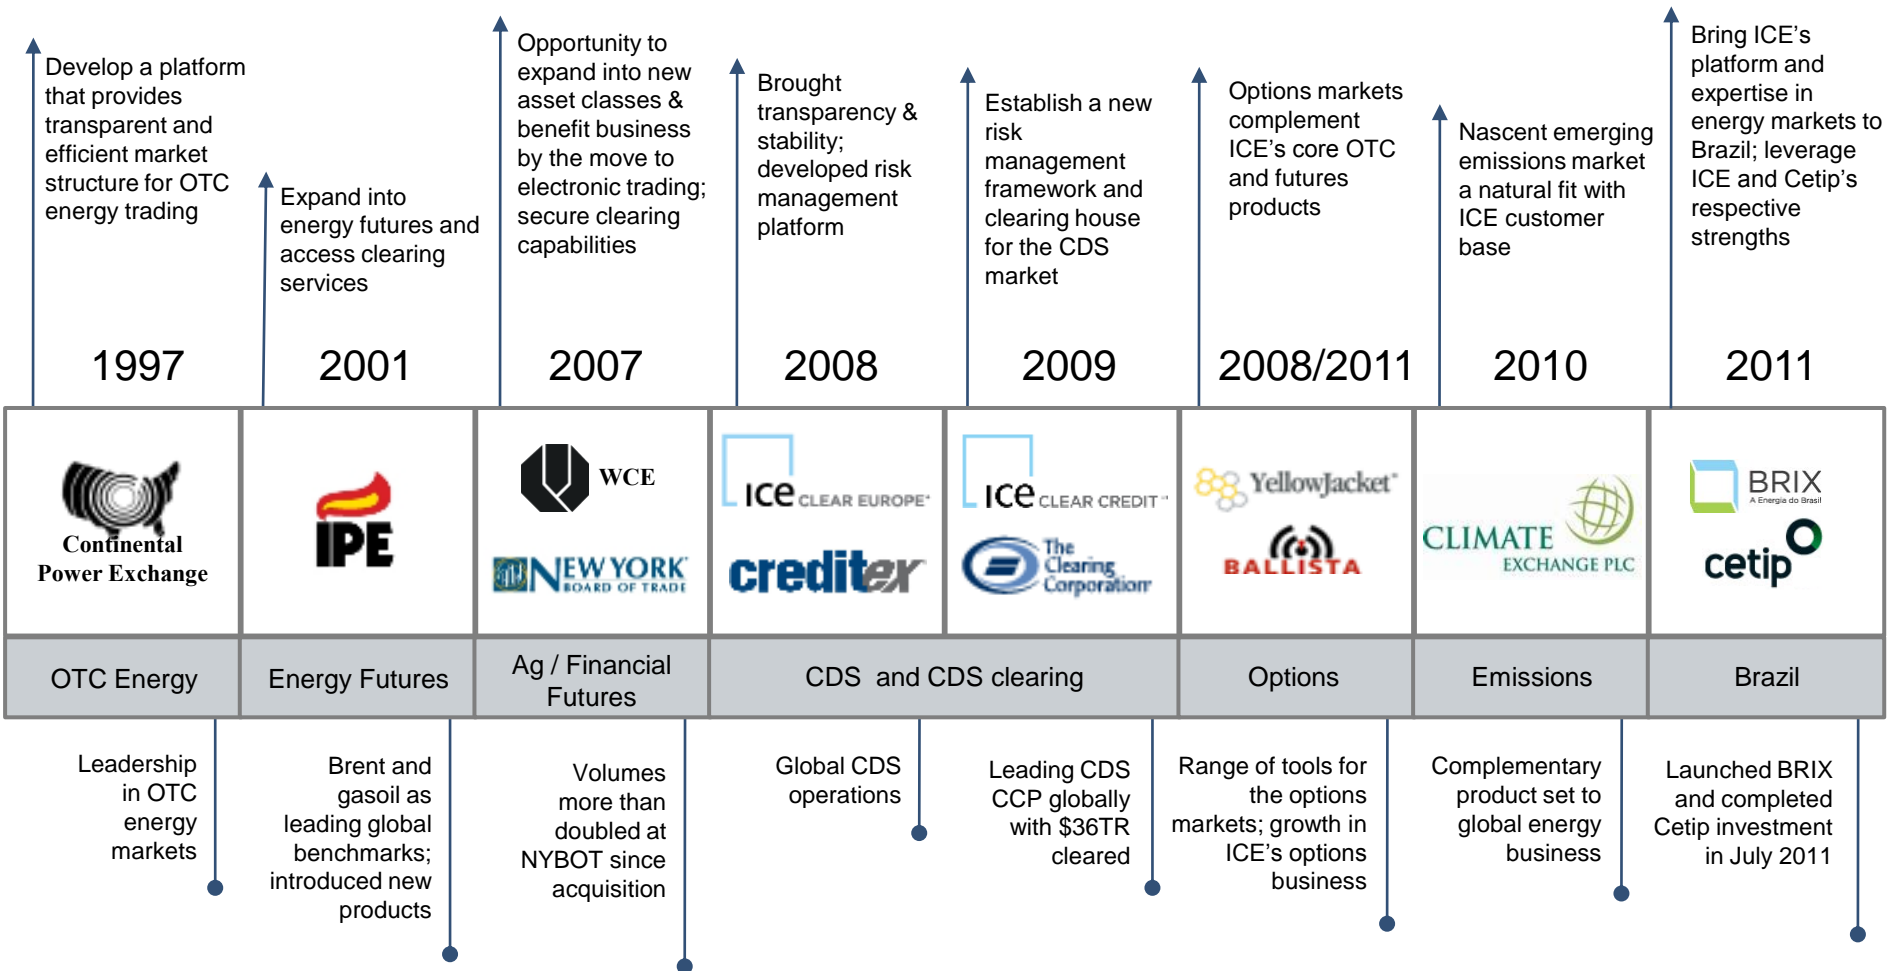 Develop a platform
that provides
transparent and
efficient market
structure for OTC
energy trading
Expand into
energy futures and
access clearing
services
Opportunity to
expand into new
asset classes &
benefit business
by the move to
electronic trading;
secure clearing
capabilities
Brought
transparency &
stability;
developed risk
management
platform
Establish a new
risk
management
framework and
clearing house
for the CDS
market
Options markets
complement
ICE's core OTC
and futures
products
Nascent emerging
emissions market
a natural fit with
ICE customer
base
Bring ICE's
platform and
expertise in
energy markets to
Brazil; leverage
ICE and Cetip's
respective
strengths
1997
2001
2007
2008
2009
2008/2011
2010
2011
Continental
Power Exchange
IPE
WCE
NEW YORK
BOARD OF TRADE
ICE CLEAR EUROPE
creditex
ICE CLEAR CREDIT
The
Clearing
Corporation
YellowJacket
BALLISTA
CLIMATE
EXCHANGE PLC
BRIX
A Energia do Brasil
cetip
OTC Energy
Energy Futures
Ag / Financial
Futures
CDS and CDS clearing
Options
Emissions
Brazil
Leadership
in OTC
energy
markets
Brent and
gasoil as
leading global
benchmarks;
introduced new
products
Volumes
more than
doubled at
NYBOT since
acquisition
Global CDS
operations
Leading CDS
CCP globally
with $36TR
cleared
Range of tools for
the options
markets; growth in
ICE's options
business
Complementary
product set to
global energy
business
Launched BRIX
and completed
Cetip investment
in July 2011